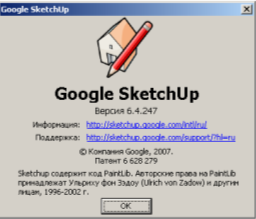 Google SketchUp
Google SketchUp
Версия 6.4.247
Информация: http://sketchup.google.com/intl/ru/
Поддержка: http://sketchup.google.com/support/?hl=ru
© Компания Google, 2007.
Патент 6 628 279
Sketchup содержит код PaintLib. Авторские права на PaintLib
принадлежат Ульриху фон Зэдоу (Ulrich von Zadow) и другим
лицам, 1996-2002 г.
OK